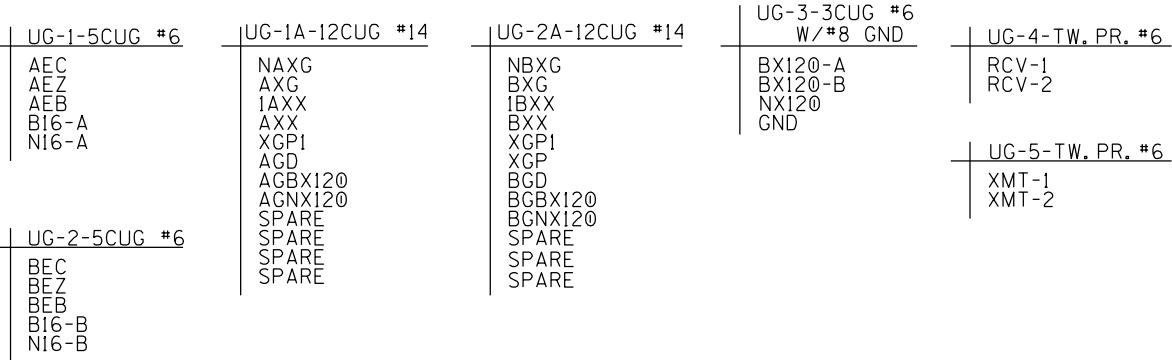 UG-1-5CUG #6
AEC
AEZ
AEB
B16-A
N16-A
UG-2-5CUG #6
BEC
BEZ
BEB
B16-B
N16-B
UG-1A-12CUG #14
NAXG
AXG
1AXX
AXX
XGP1
AGD
AGBX120
AGNX120
SPARE
SPARE
SPARE
SPARE
UG-2A-12CUG #14
NBXG
BXG
1BXX
BXX
XGP1
XGP
BGD
BGBX120
BGNX120
SPARE
SPARE
SPARE
UG-3-3CUG #6
W/#8 GND
BX120-A
BX120-B
NX120
GND
UG-4-TW. PR. #6
RCV-1
RCV-2
UG-5-TW. PR. #6
XMT-1
XMT-2